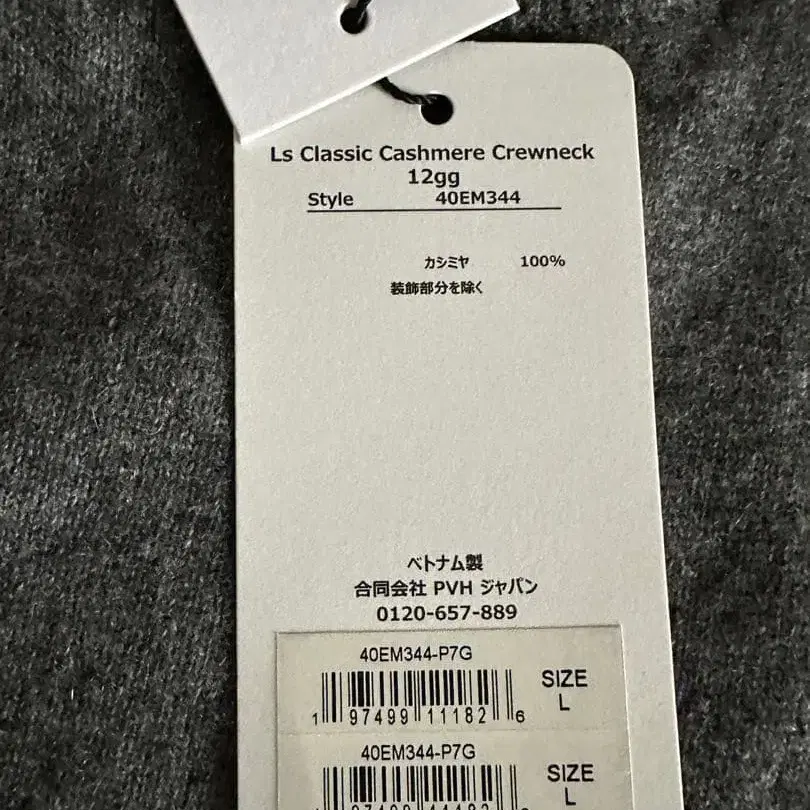 Ls Classic Cashmere Crewneck
12gg
Style 40EM344
カシミヤ 100%
装飾部分を除く
ベトナム製
合同会社 PVH ジャパン
0120-657-889
40EM344-P7G
SIZE
L
1 97499 11182 6
40EM344-P7G
SIZE
L